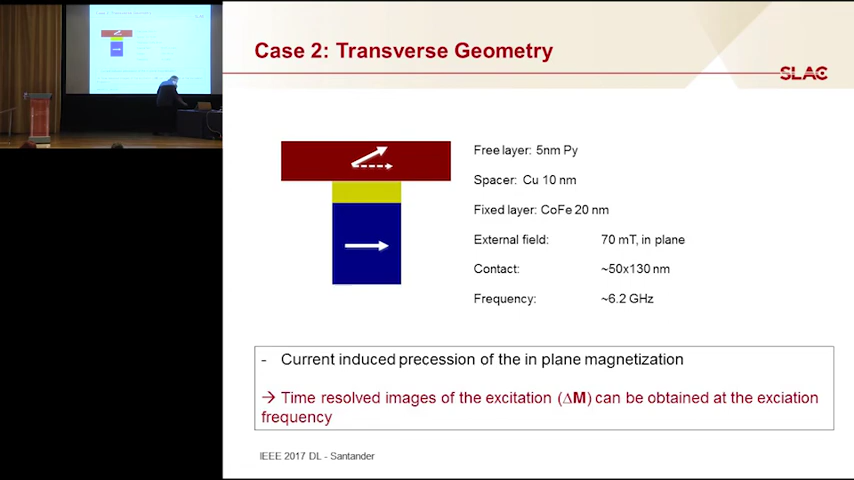 Case 2: Transverse Geometry
SLAC
Free layer: 5nm Py
Spacer: Cu 10 nm
Fixed layer: CoFe 20 nm
External field: 70 mT, in plane
Contact: ~50x130 nm
Frequency: ~6.2 GHz
- Current induced precession of the in plane magnetization
→ Time resolved images of the excitation (ΔM) can be obtained at the exciation
frequency
IEEE 2017 DL - Santander